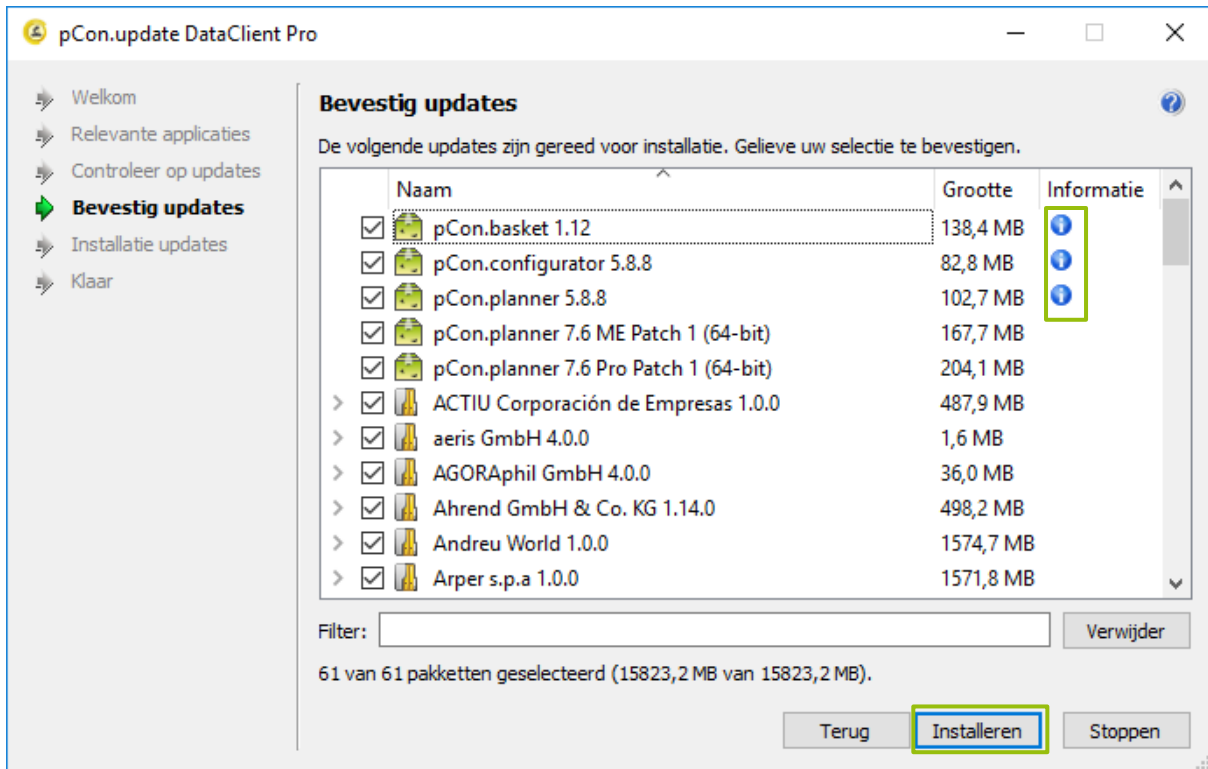 pCon.update DataClient Pro
Welkom
Relevante applicaties
Controleer op updates
Bevestig updates
Installatie updates
Klaar
Bevestig updates
De volgende updates zijn gereed voor installatie. Gelieve uw selectie te bevestigen.
Naam Grootte Informatie
pCon.basket 1.12 138,4 MB
pCon.configurator 5.8.8 82,8 MB
pCon.planner 5.8.8 102,7 MB
pCon.planner 7.6 ME Patch 1 (64-bit) 167,7 MB
pCon.planner 7.6 Pro Patch 1 (64-bit) 204,1 MB
ACTIU Corporación de Empresas 1.0.0 487,9 MB
aeris GmbH 4.0.0 1,6 MB
AGORAphil GmbH 4.0.0 36,0 MB
Ahrend GmbH & Co. KG 1.14.0 498,2 MB
Andreu World 1.0.0 1574,7 MB
Arper s.p.a 1.0.0 1571,8 MB
Filter: Verwijder
61 van 61 pakketten geselecteerd (15823,2 MB van 15823,2 MB).
Terug Installeren Stoppen